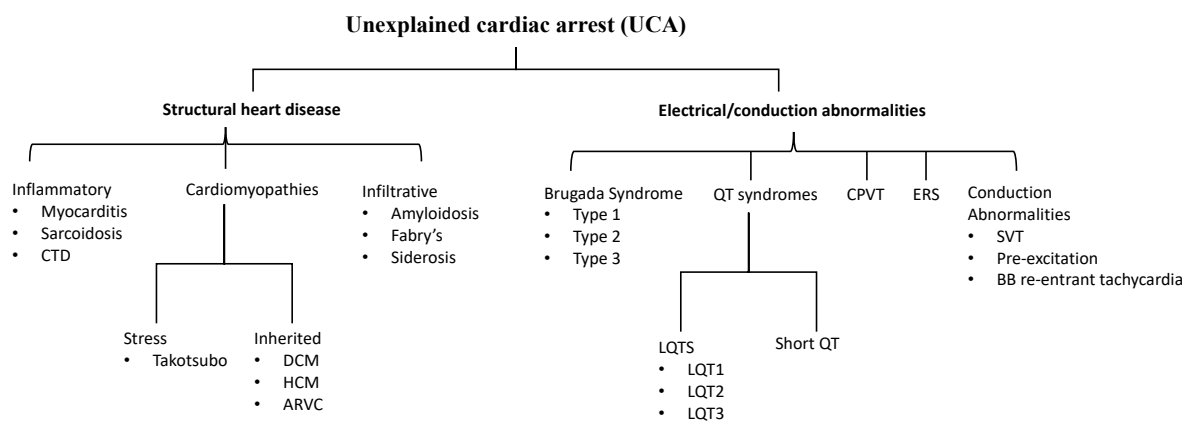 Unexplained cardiac arrest (UCA)
Structural heart disease
Electrical/conduction abnormalities
Inflammatory
• Myocarditis
• Sarcoidosis
• CTD
Cardiomyopathies
Infiltrative
• Amyloidosis
• Fabry's
• Siderosis
Stress
• Takotsubo
Inherited
• DCM
• HCM
• ARVC
Brugada Syndrome
• Type 1
• Type 2
• Type 3
QT syndromes
LQTS
• LQT1
• LQT2
• LQT3
Short QT
CPVT
ERS
Conduction
Abnormalities
• SVT
• Pre-excitation
• BB re-entrant tachycardia